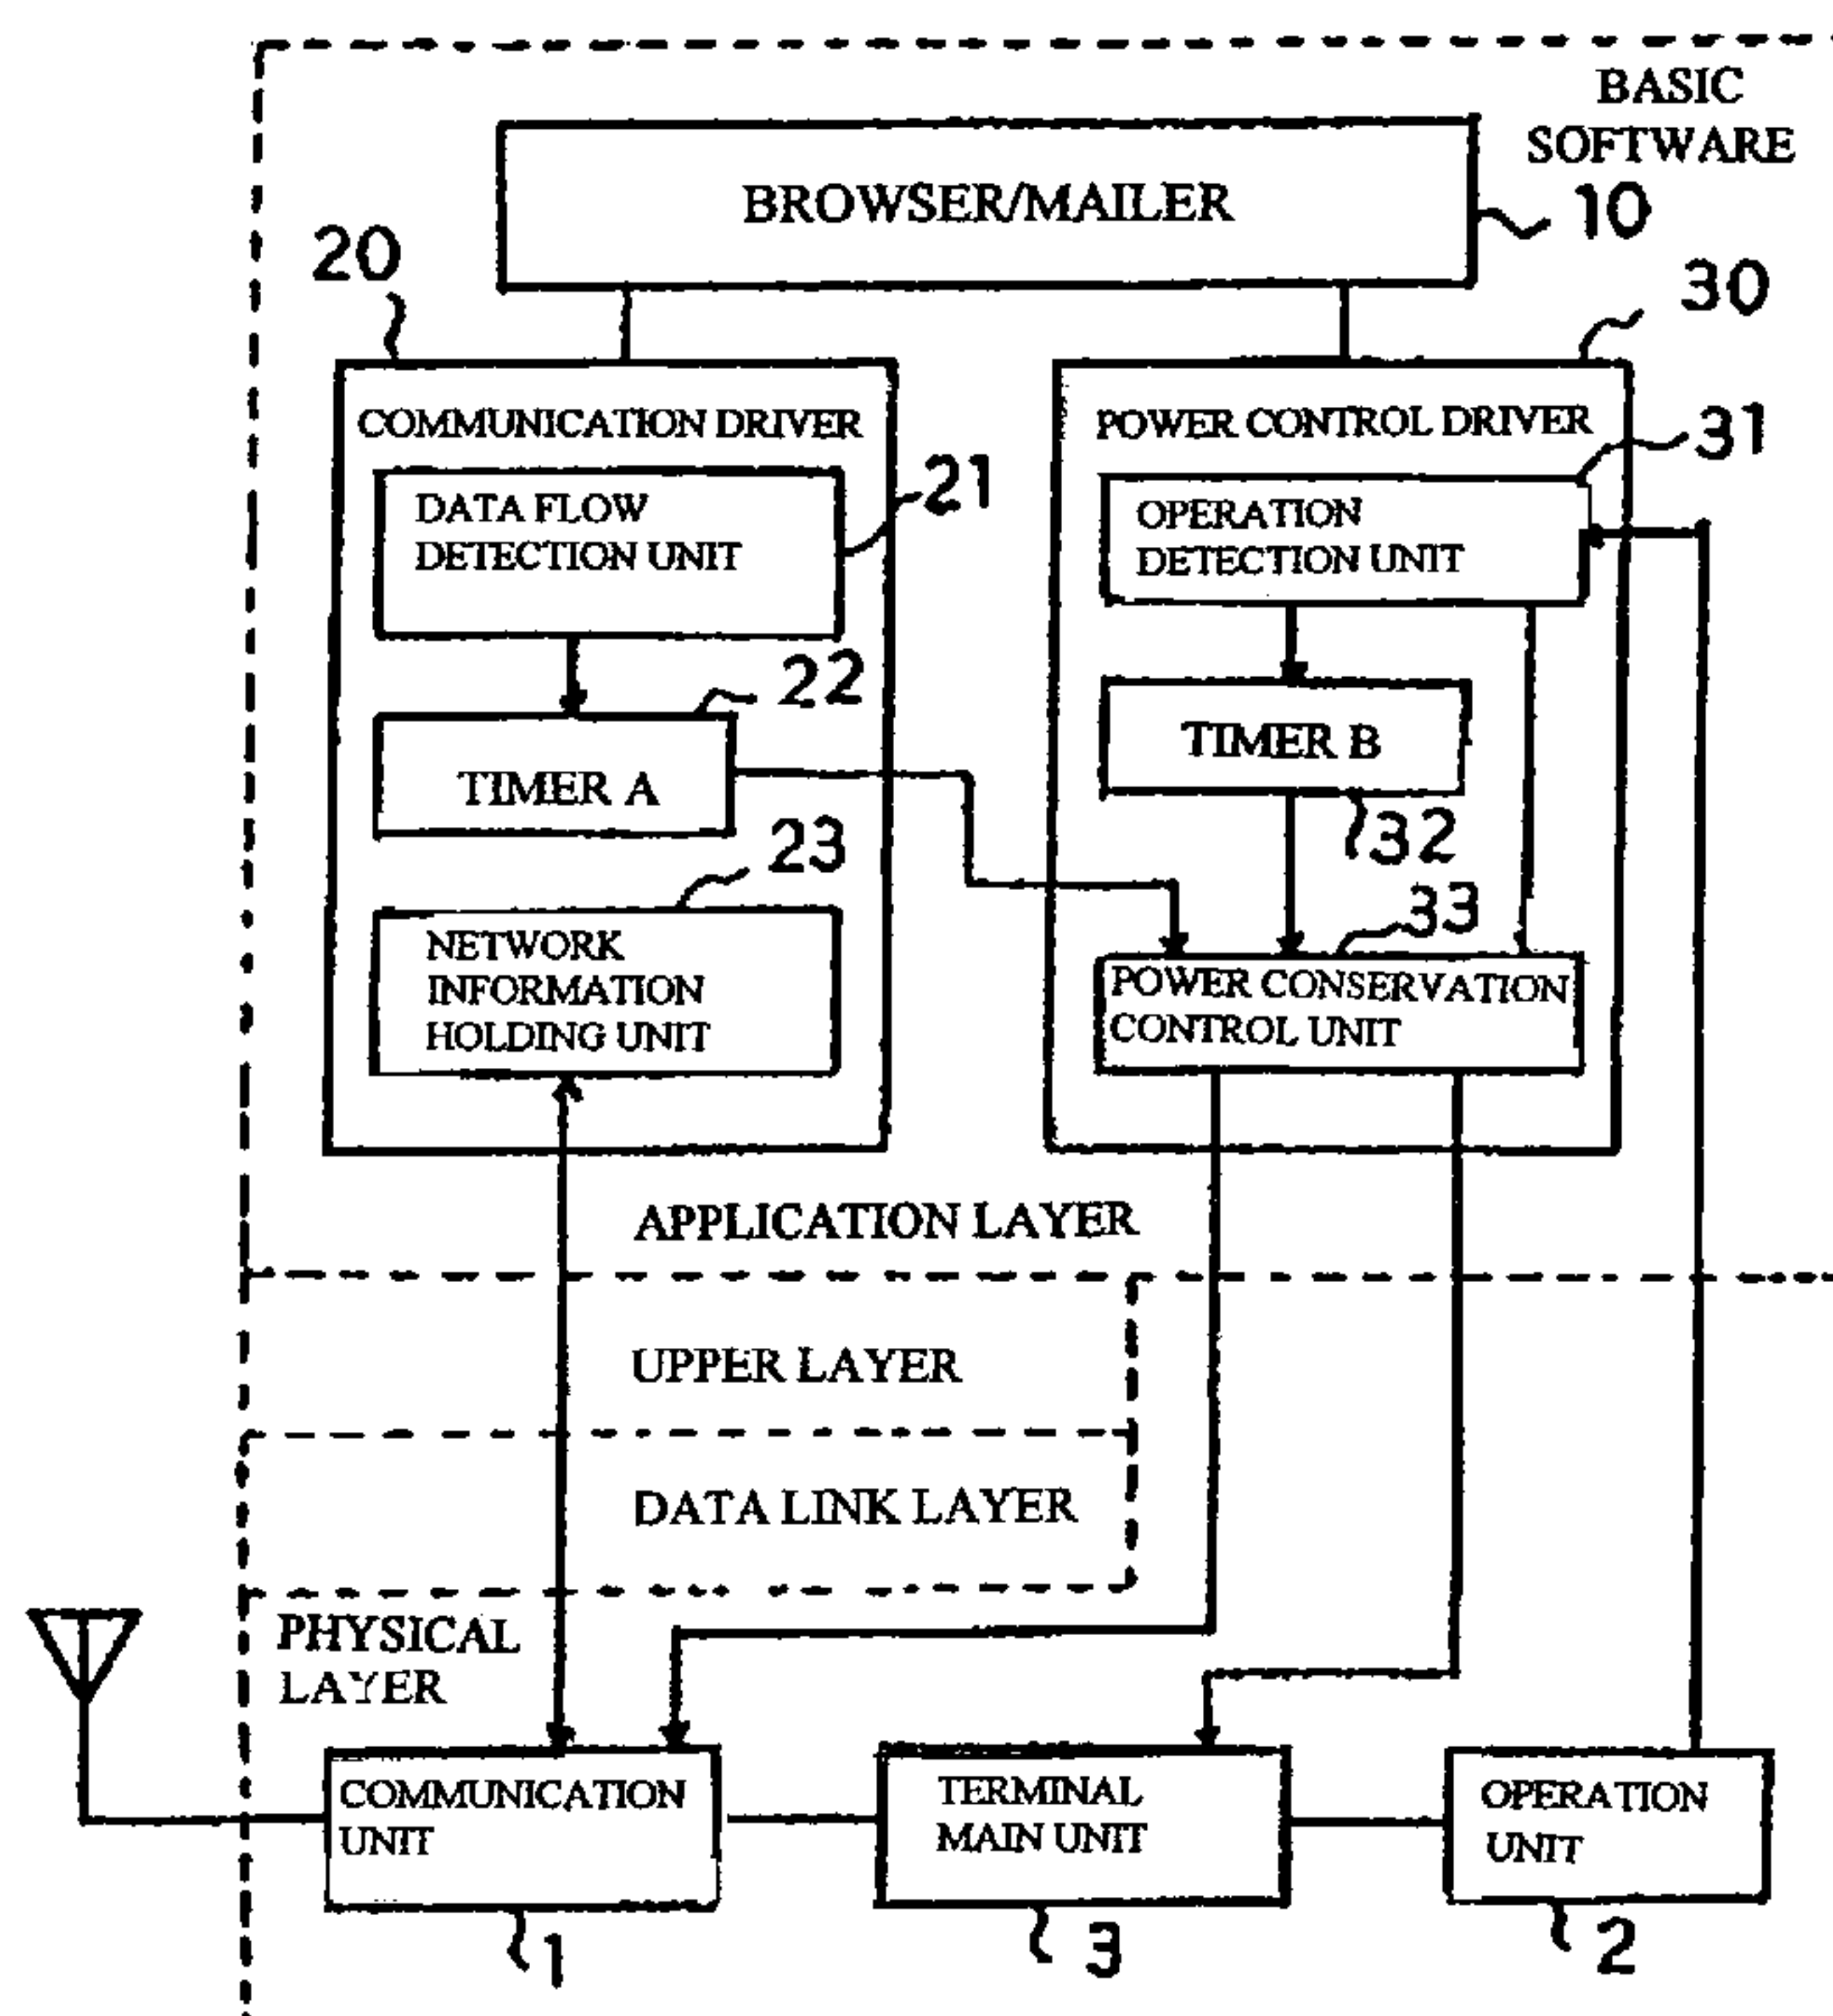 BASIC
SOFTWARE
BROWSER/MAILER
10
20
30
COMMUNICATION DRIVER
POWER CONTROL DRIVER
31
DATA FLOW
DETECTION UNIT
21
OPERATION
DETECTION UNIT
22
TIMER A
TIMER B
32
23
33
NETWORK
INFORMATION
HOLDING UNIT
POWER CONSERVATION
CONTROL UNIT
APPLICATION LAYER
UPPER LAYER
DATA LINK LAYER
PHYSICAL
LAYER
COMMUNICATION
UNIT
TERMINAL
MAIN UNIT
OPERATION
UNIT
1
3
2